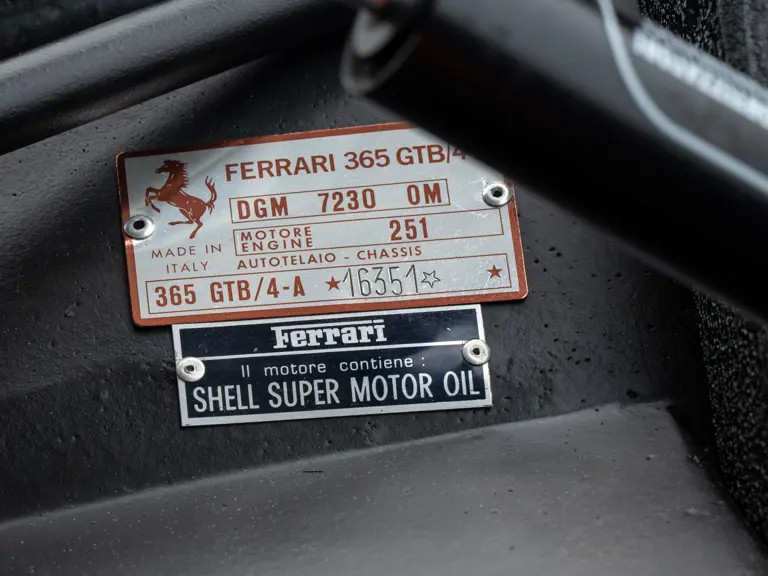 FERRARI 365 GTB/4
DGM 7230 OM
MOTORE
ENGINE
251
MADE IN
ITALY
AUTOTELAIO - CHASSIS
365 GTB/4-A ★16351☆ ★
Ferrari
Il motore contiene :
SHELL SUPER MOTOR OIL